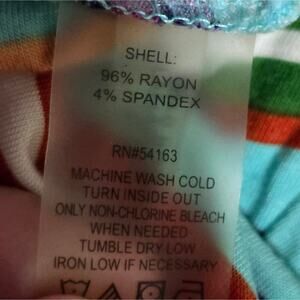 SHELL:
96% RAYON
4% SPANDEX
RN#54163
MACHINE WASH COLD
TURN INSIDE OUT
ONLY NON-CHLORINE BLEACH
WHEN NEEDED
TUMBLE DRY LOW
IRON LOW IF NECESSARY